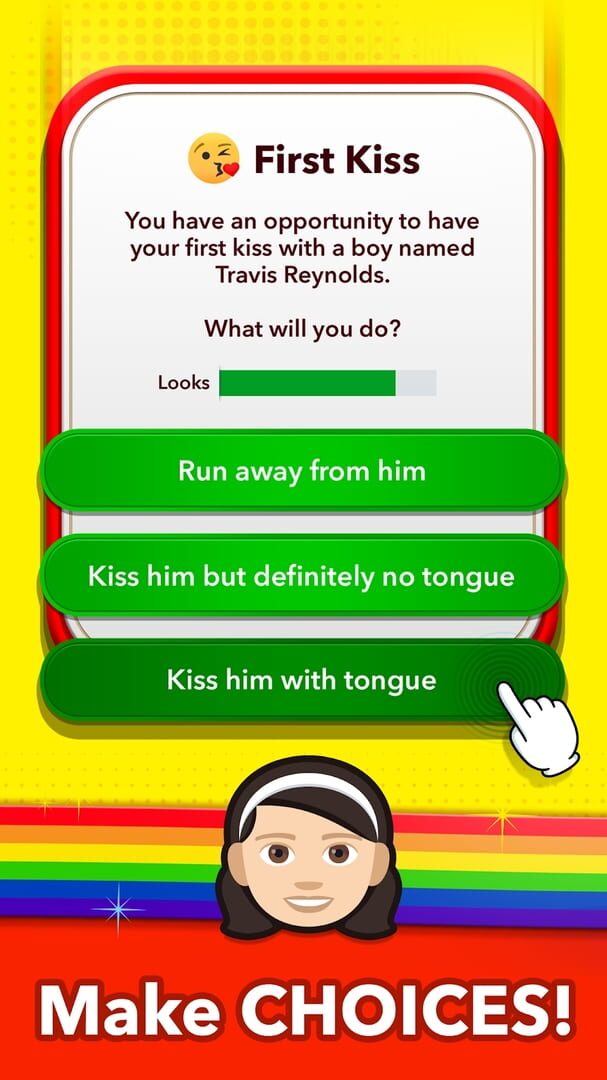 First Kiss
You have an opportunity to have
your first kiss with a boy named
Travis Reynolds.
What will you do?
Looks
Run away from him
Kiss him but definitely no tongue
Kiss him with tongue
Make CHOICES!